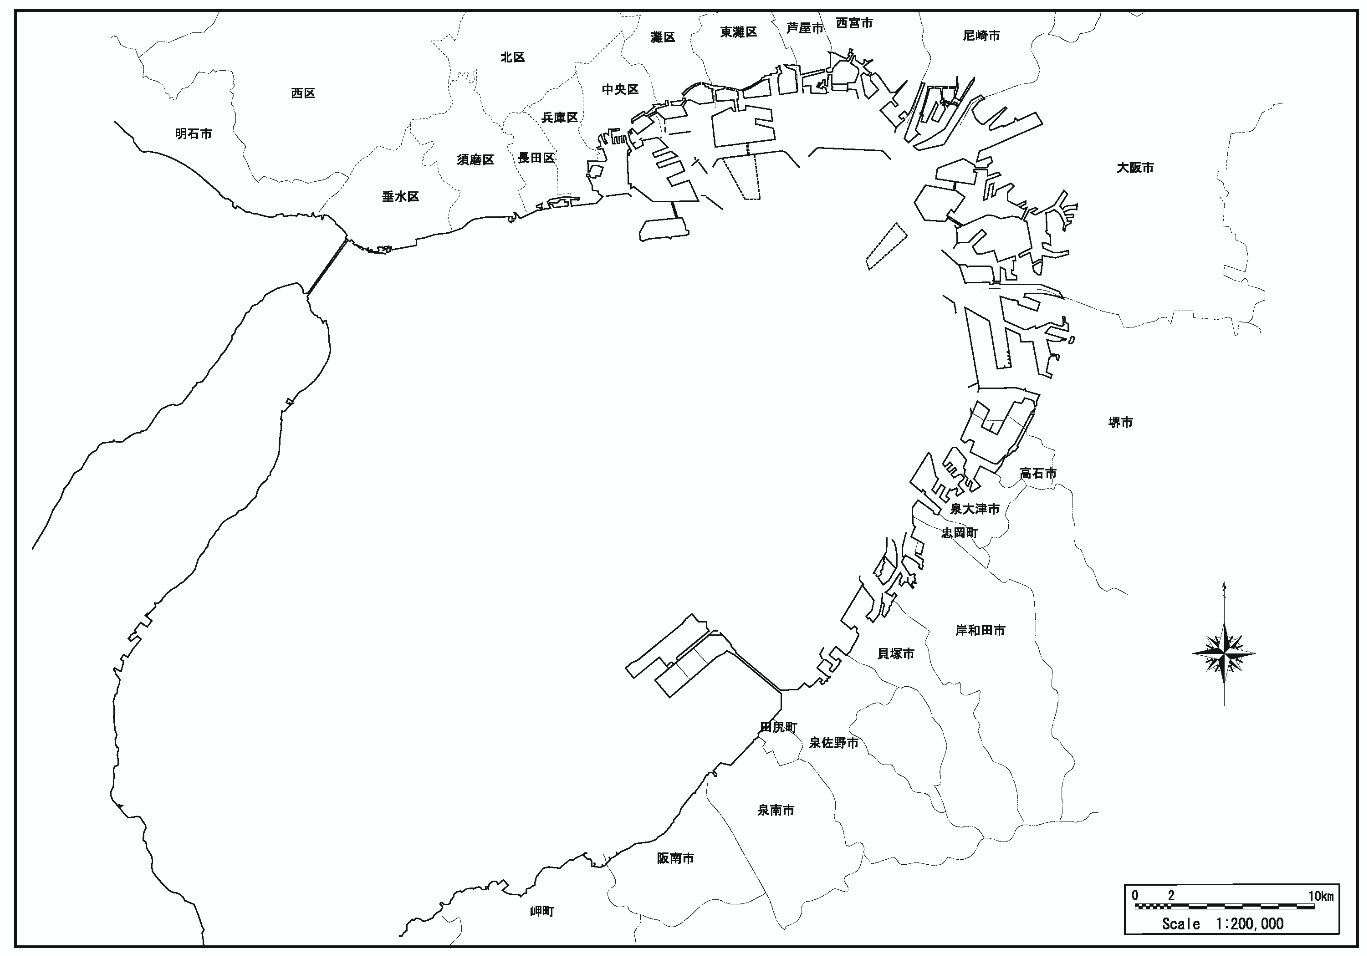 西宮市
芦屋市
東灘区
灘区
尼崎市
北区
西区
中央区
兵庫区
明石市
須磨区
長田区
垂水区
大阪市
堺市
高石市
泉大津市
忠岡町
岸和田市
貝塚市
田尻町
泉佐野市
泉南市
阪南市
岬町
0 2 10km
Scale 1:200,000